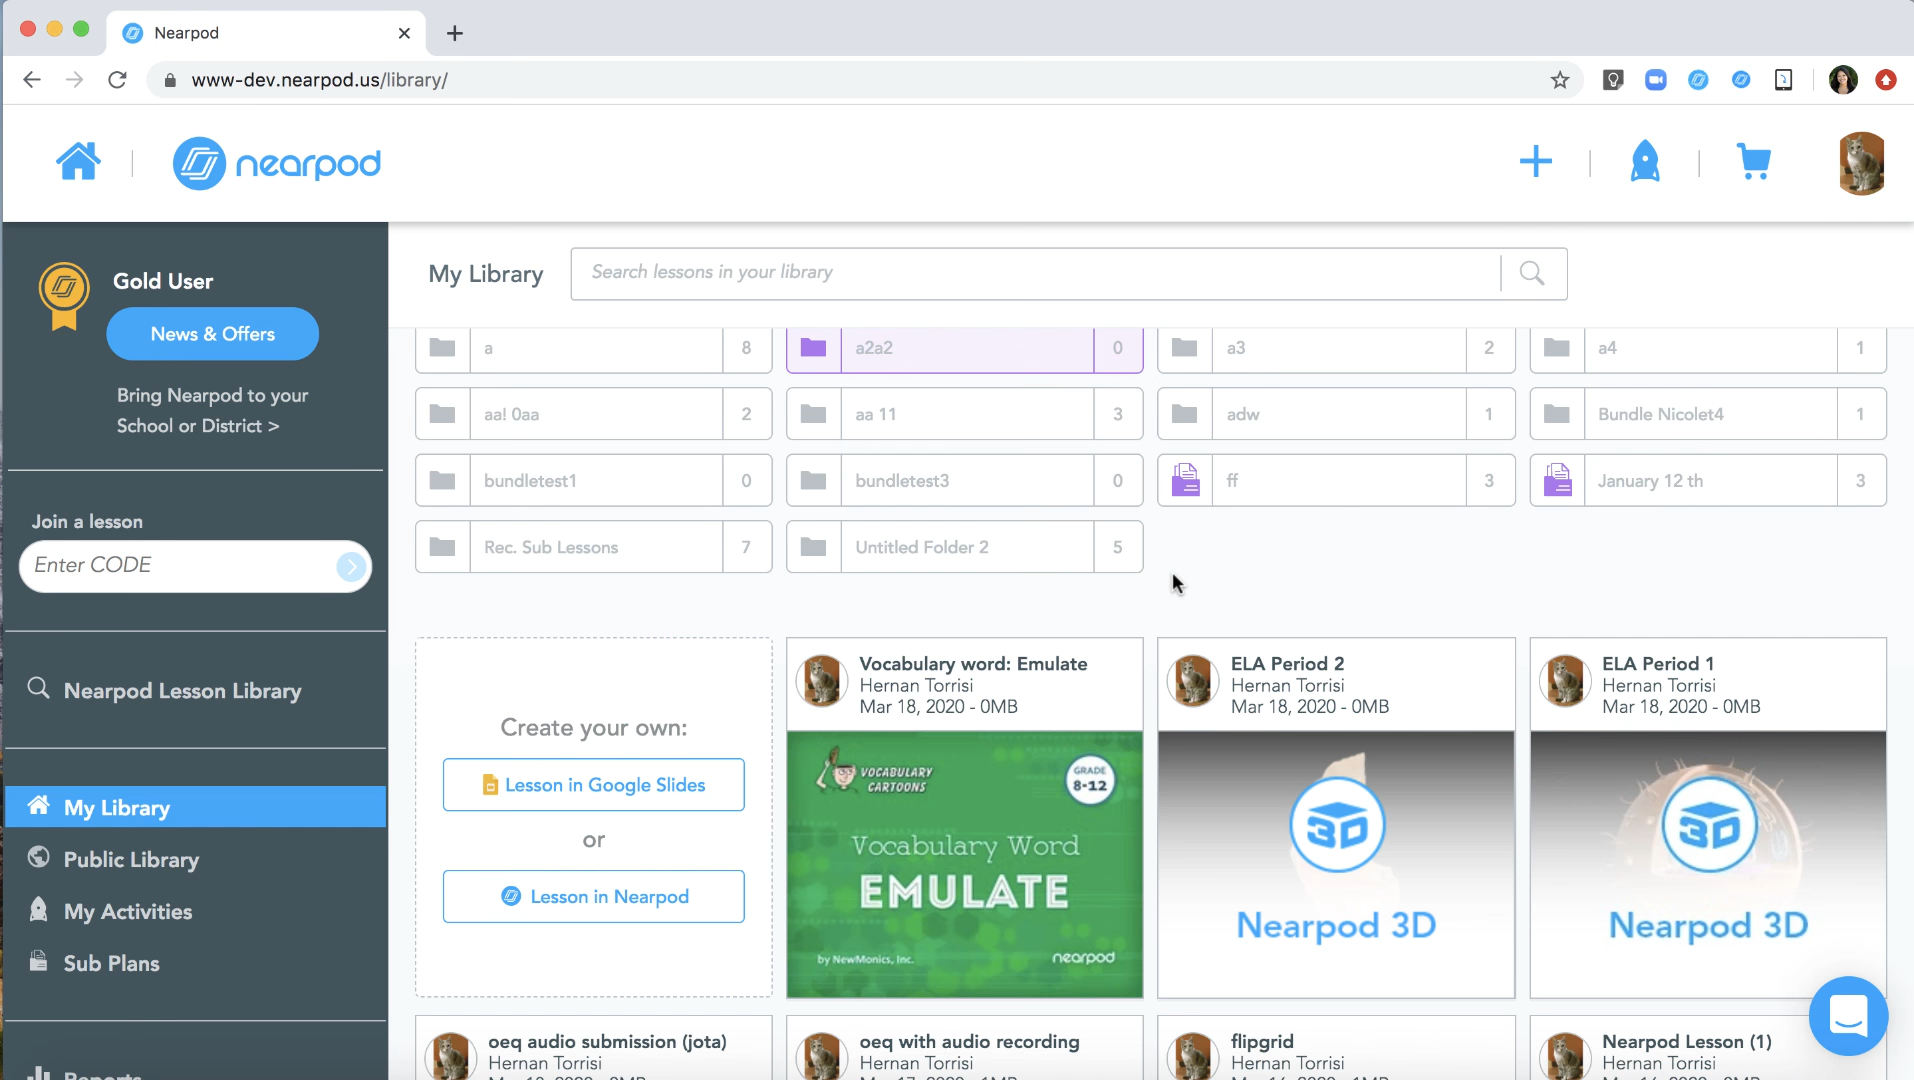 Nearpod
www-dev.nearpod.us/library/
nearpod
Gold User
News & Offers
Bring Nearpod to your
School or District >
Join a lesson
Enter CODE
Nearpod Lesson Library
My Library
Public Library
My Activities
Sub Plans
Reports
My Library
Search lessons in your library
a 8
a2a2 0
a3 2
a4 1
aa! 0aa 2
aa 11 3
adw 1
Bundle Nicolet4 1
bundletest1 0
bundletest3 0
ff 3
January 12 th 3
Rec. Sub Lessons 7
Untitled Folder 2 5
Create your own:
Lesson in Google Slides
or
Lesson in Nearpod
Vocabulary word: Emulate
Hernan Torrisi
Mar 18, 2020 - 0MB
VOCABULARY
CARTOONS
GRADE
8-12
Vocabulary Word
EMULATE
by NewMonics, Inc.
nearpod
ELA Period 2
Hernan Torrisi
Mar 18, 2020 - 0MB
3D
Nearpod 3D
ELA Period 1
Hernan Torrisi
Mar 18, 2020 - 0MB
3D
Nearpod 3D
oeq audio submission (jota)
Hernan Torrisi
oeq with audio recording
Hernan Torrisi
flipgrid
Hernan Torrisi
Nearpod Lesson (1)
Hernan Torrisi